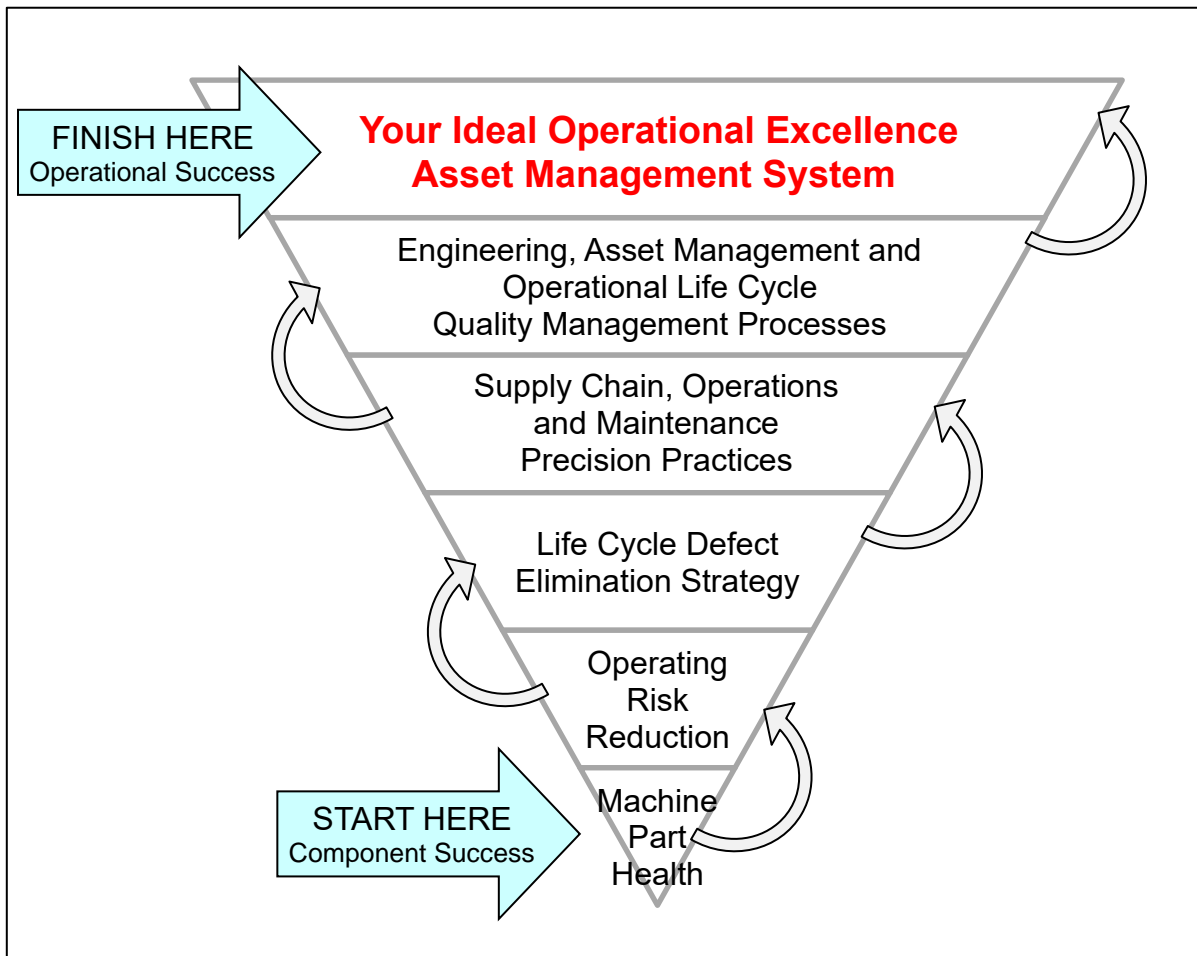 FINISH HERE
Operational Success
Your Ideal Operational Excellence
Asset Management System
Engineering, Asset Management and
Operational Life Cycle
Quality Management Processes
Supply Chain, Operations
and Maintenance
Precision Practices
Life Cycle Defect
Elimination Strategy
Operating
Risk
Reduction
START HERE
Component Success
Machine
Part
Health